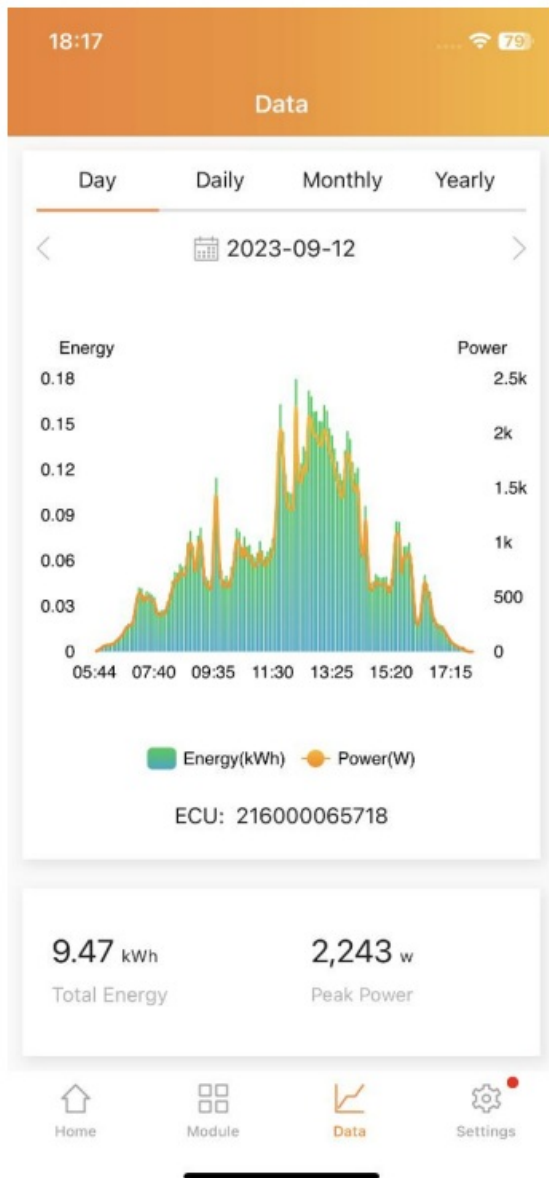 18:17 79
Data
Day Daily Monthly Yearly
2023-09-12
Energy Power
0.18 2.5k
0.15 2k
0.12 1.5k
0.09 1k
0.06 500
0.03
0 0
05:44 07:40 09:35 11:30 13:25 15:20 17:15
Energy(kWh) Power(W)
ECU: 216000065718
9.47 kWh 2,243 w
Total Energy Peak Power
Home Module Data Settings